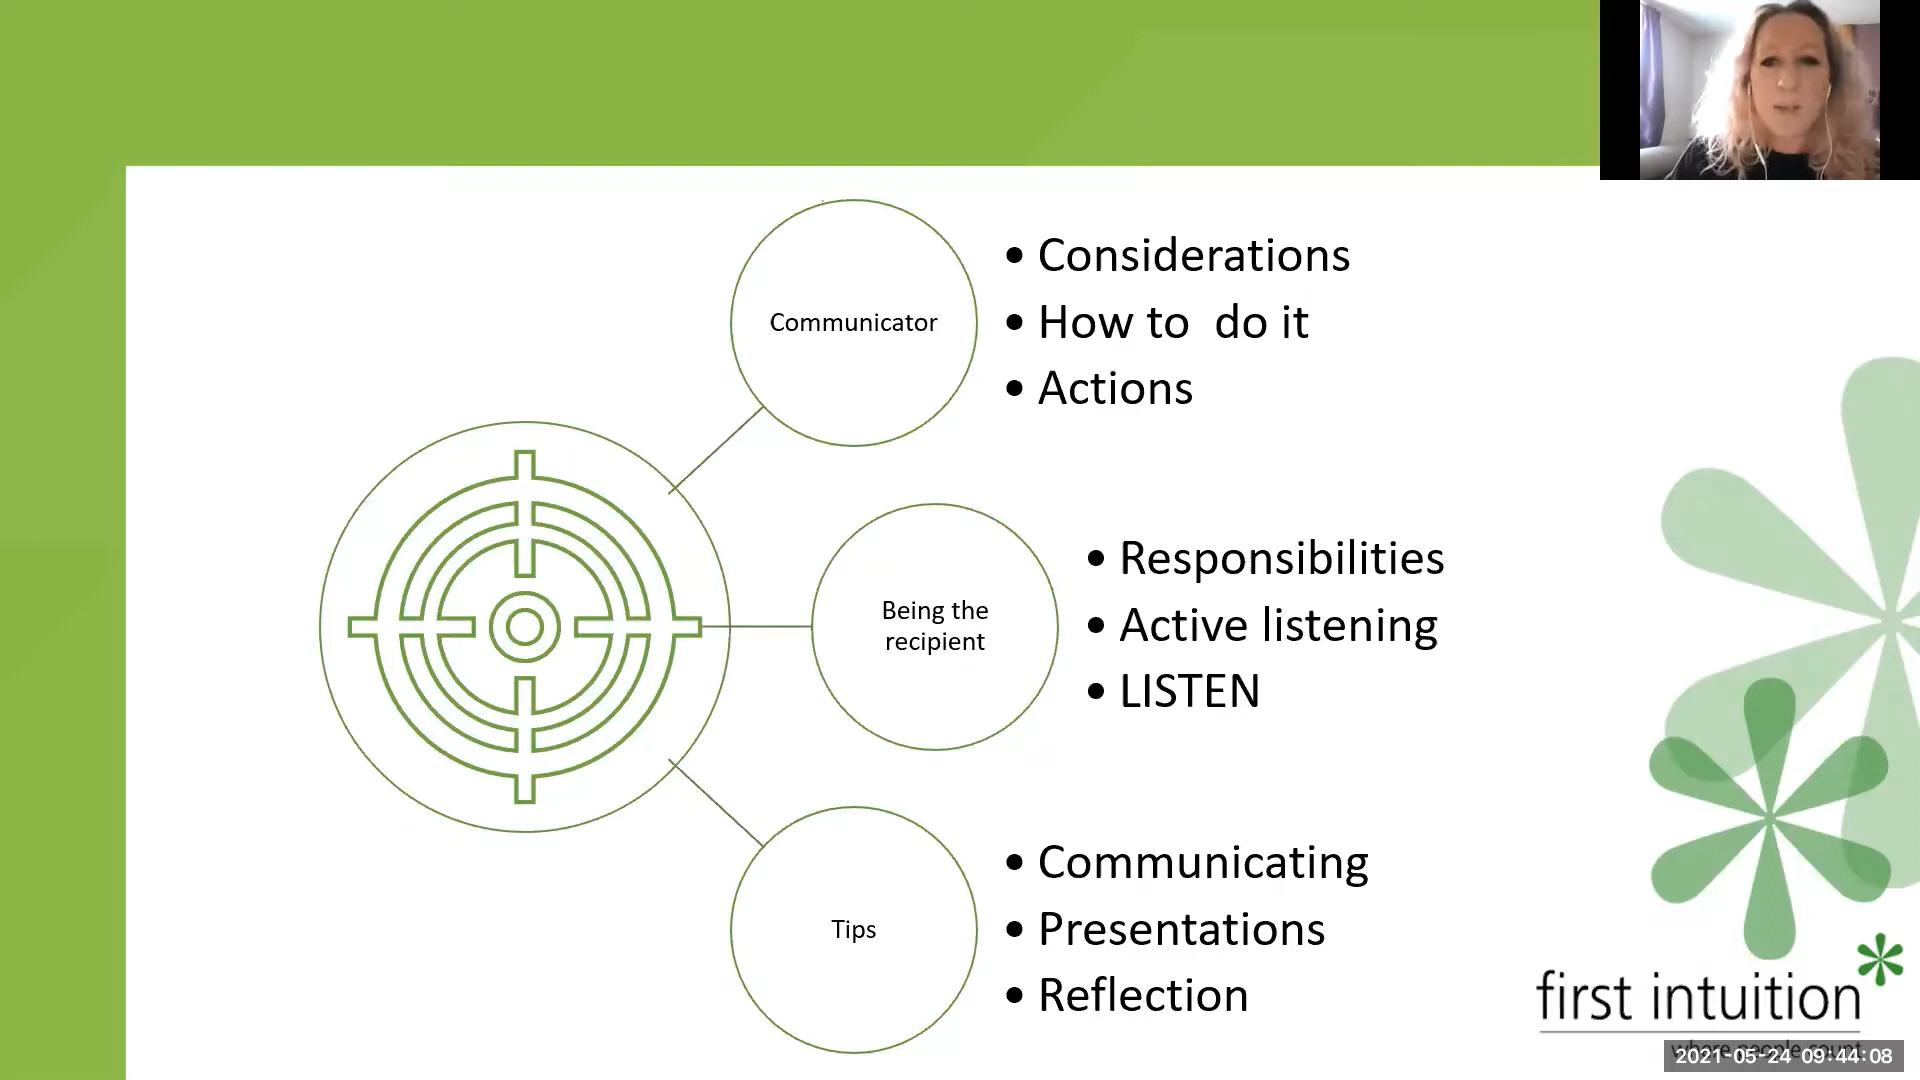 Communicator
• Considerations
• How to  do it
• Actions
Being the
recipient
• Responsibilities
• Active listening
• LISTEN
Tips
• Communicating
• Presentations
• Reflection
first intuition
2021-05-24 09:44:08